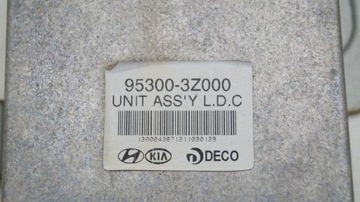 95300-3Z000
UNIT ASS'Y L.D.C
KIA DECO